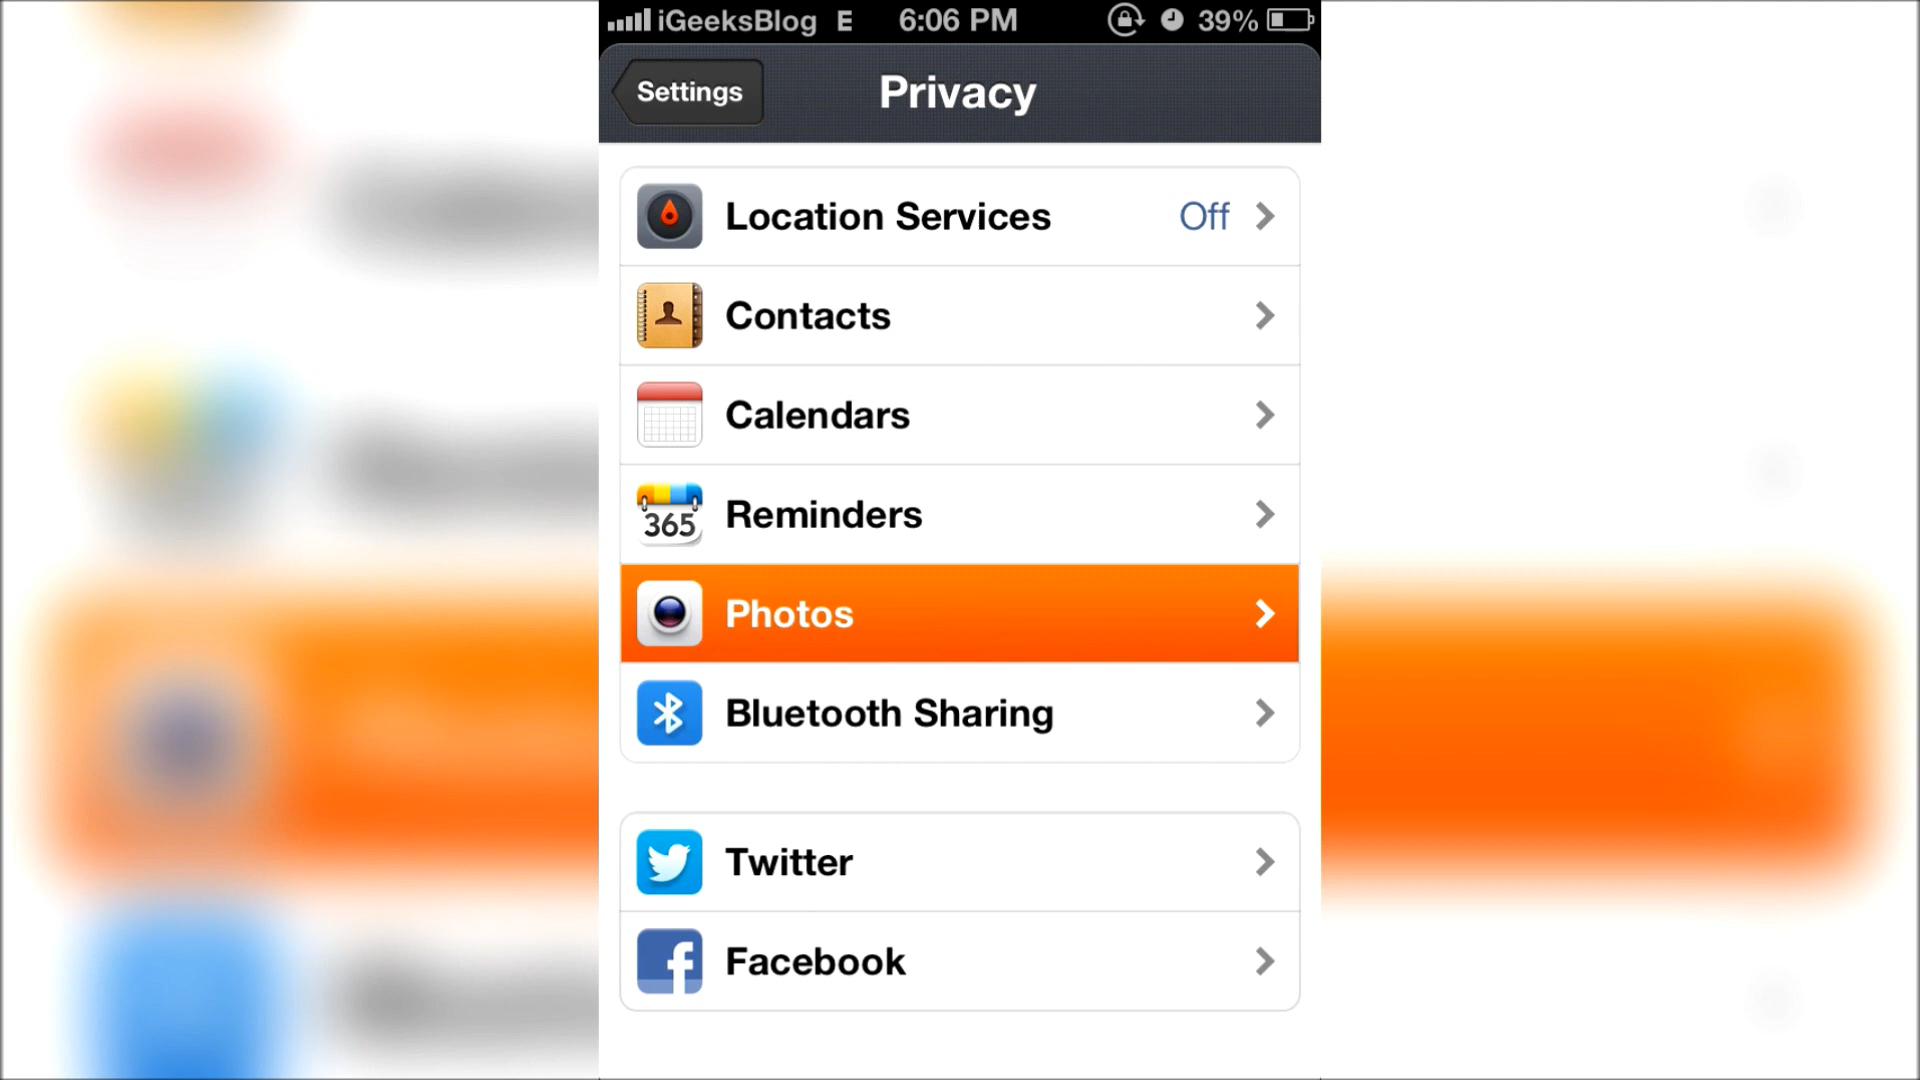 iGeeksBlog E 6:06 PM 39%
Settings Privacy
Location Services Off
Contacts
Calendars
365 Reminders
Photos
Bluetooth Sharing
Twitter
Facebook